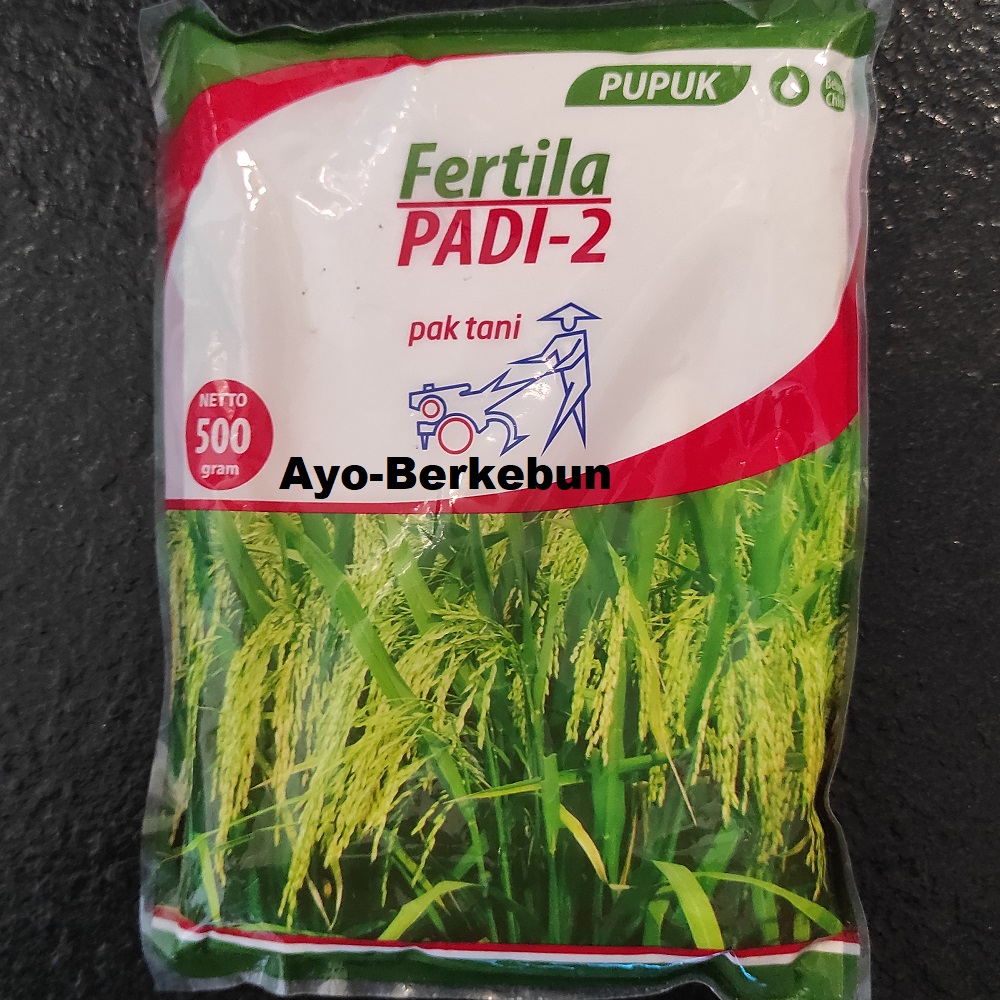 PUPUK
Fertila
PADI-2
pak tani
NETTO
500
gram
Ayo-Berkebun